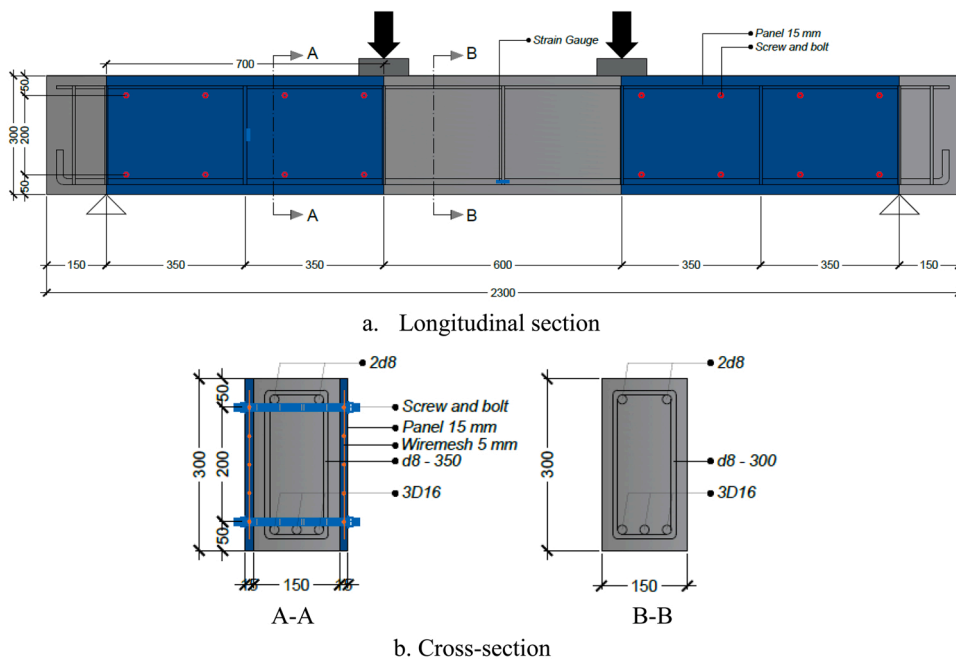 A
B
Strain Gauge
Panel 15 mm
Screw and bolt
700
50
300
200
50
A
B
150
350
350
600
350
350
150
2300
a. Longitudinal section
2d8
2d8
50
Screw and bolt
Panel 15 mm
Wiremesh 5 mm
300
200
d8 - 350
300
d8 - 300
3D16
3D16
50
15
150
15
150
A-A
B-B
b. Cross-section